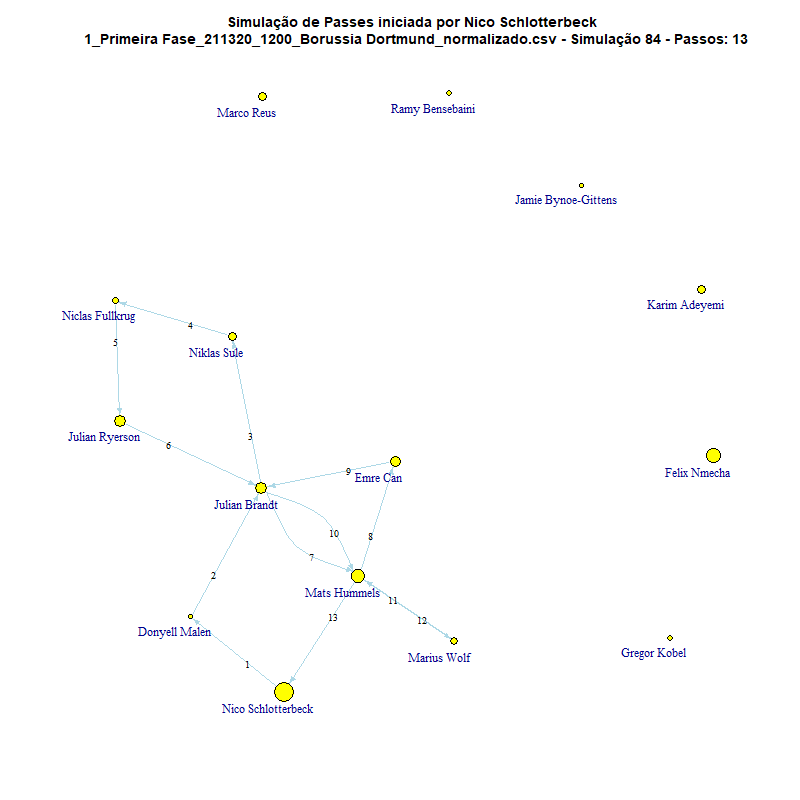 Simulação de Passes iniciada por Nico Schlotterbeck
1_Primeira Fase_211320_1200_Borussia Dortmund_normalizado.csv - Simulação 84 - Passos: 13
Marco Reus
Ramy Bensebaini
Jamie Bynoe-Gittens
Karim Adeyemi
Niclas Fullkrug
4
5
Niklas Sule
Julian Ryerson
3
6
Felix Nmecha
9
Emre Can
Julian Brandt
10
8
7
2
Mats Hummels
11
13
12
Donyell Malen
Gregor Kobel
Marius Wolf
1
Nico Schlotterbeck